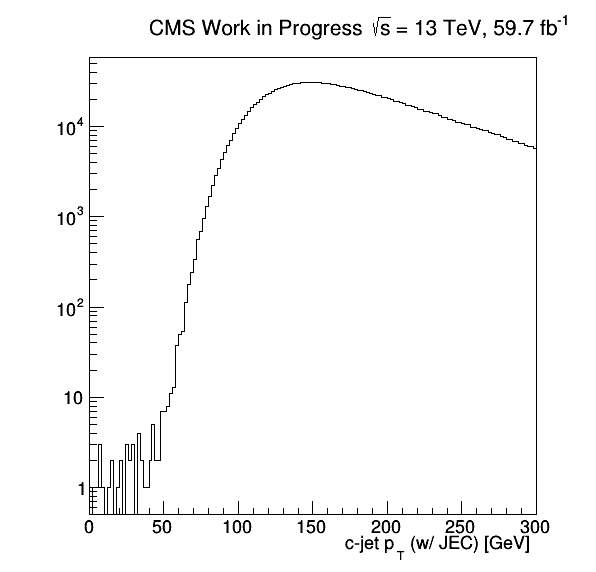 CMS Work in Progress √s = 13 TeV, 59.7 fb⁻¹
10⁴
10³
10²
10
1
0 50 100 150 200 250 300
c-jet p_T (w/ JEC) [GeV]